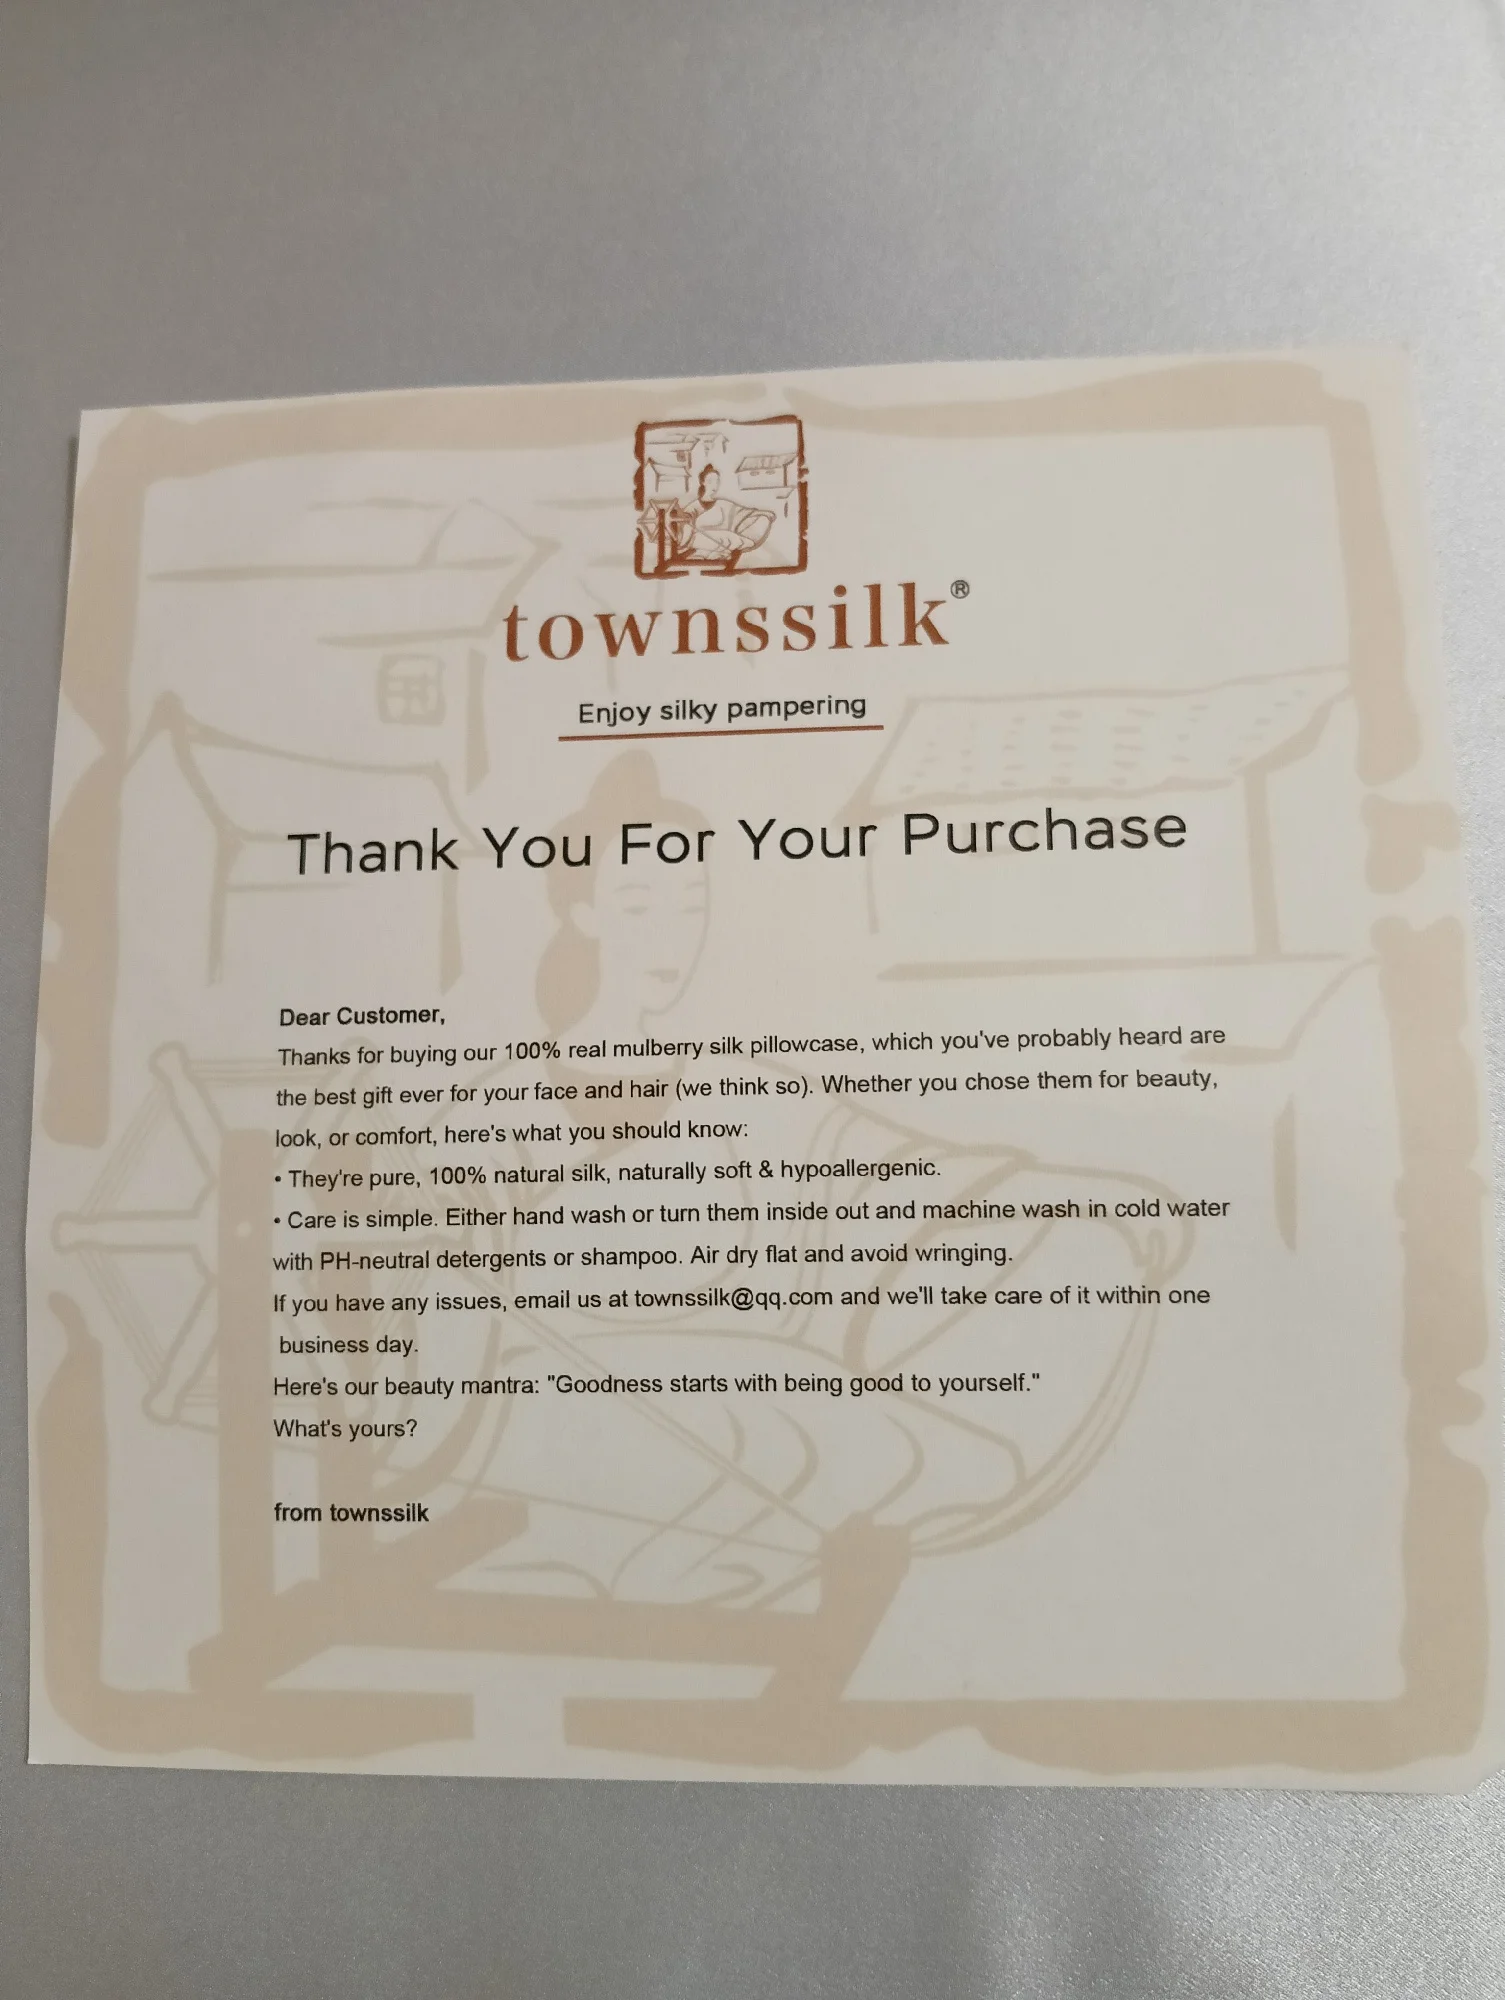 townssilk®
Enjoy silky pampering
Thank You For Your Purchase
Dear Customer,
Thanks for buying our 100% real mulberry silk pillowcase, which you've probably heard are
the best gift ever for your face and hair (we think so). Whether you chose them for beauty,
look, or comfort, here's what you should know:
• They're pure, 100% natural silk, naturally soft & hypoallergenic.
• Care is simple. Either hand wash or turn them inside out and machine wash in cold water
with PH-neutral detergents or shampoo. Air dry flat and avoid wringing.
If you have any issues, email us at townssilk@qq.com and we'll take care of it within one
business day.
Here's our beauty mantra: "Goodness starts with being good to yourself."
What's yours?
from townssilk